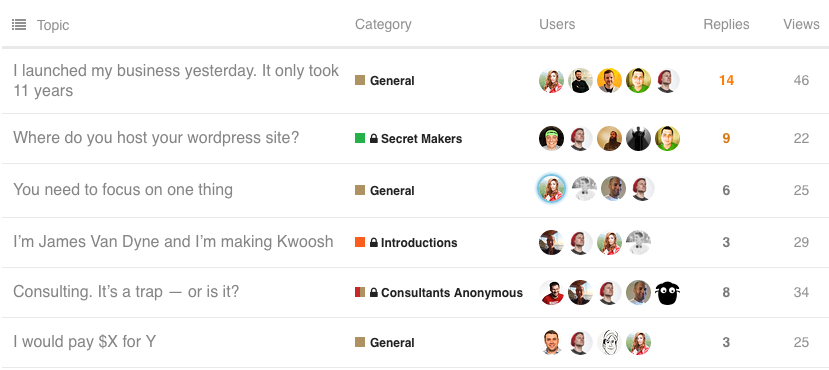 Topic Category Users Replies Views
I launched my business yesterday. It only took
11 years
General 14 46
Where do you host your wordpress site? Secret Makers 9 22
You need to focus on one thing General 6 25
I’m James Van Dyne and I’m making Kwoosh Introductions 3 29
Consulting. It’s a trap — or is it? Consultants Anonymous 8 34
I would pay $X for Y General 3 25